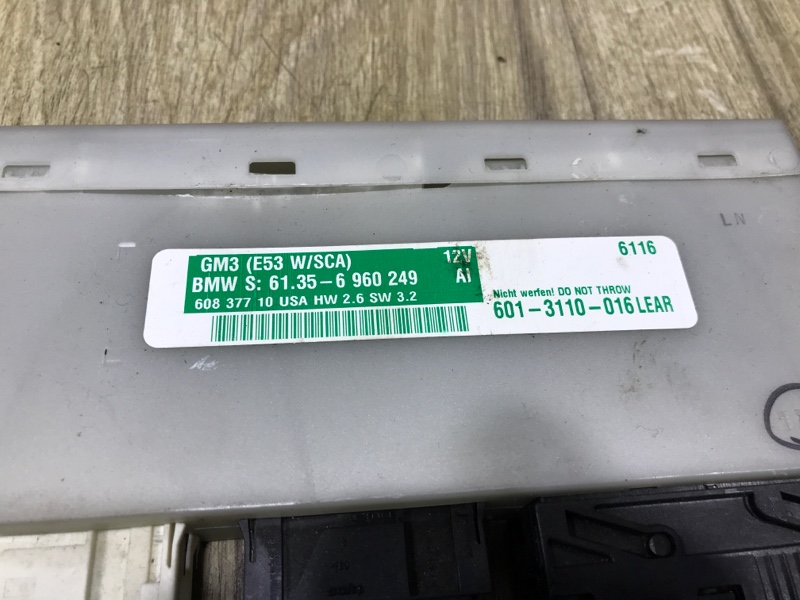 LN
GM3 (E53 W/SCA) 12V
BMW S: 61.35-6 960 249 AI
608 377 10 USA HW 2.6 SW 3.2
6116
Nicht werfen! DO NOT THROW
601-3110-016 LEAR